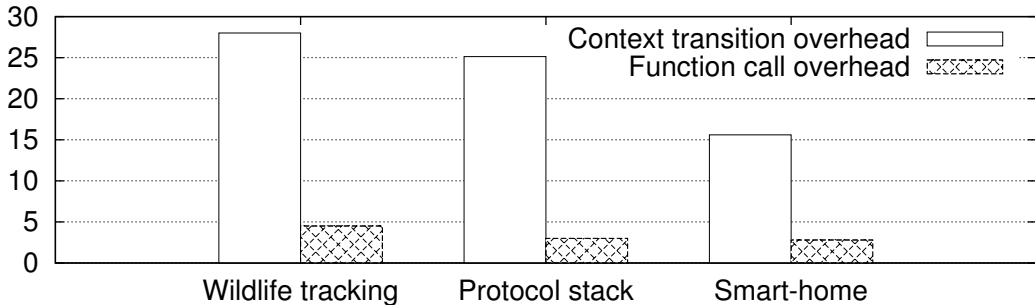 30
25
20
15
10
5
0
Context transition overhead
Function call overhead
Wildlife tracking
Protocol stack
Smart-home